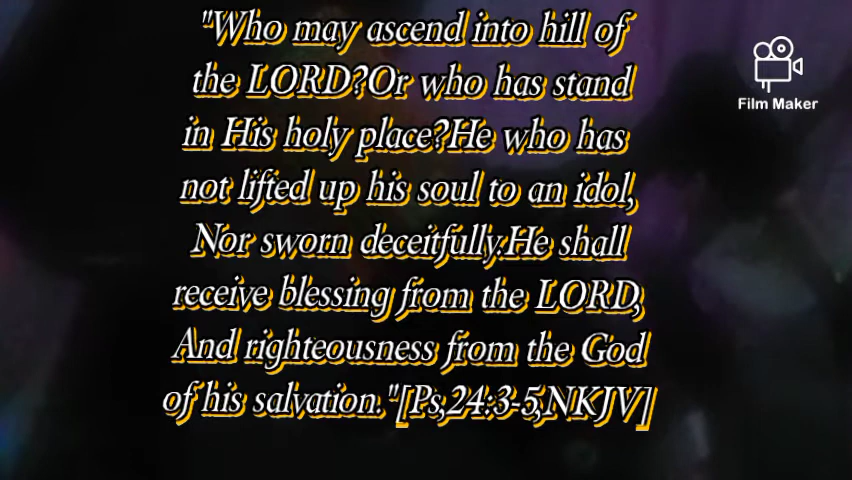 "Who may ascend into hill of
the LORD?Or who has stand
in His holy place?He who has
not lifted up his soul to an idol,
Nor sworn deceitfully.He shall
receive blessing from the LORD,
And righteousness from the God
of his salvation."[Ps,24:3-5,NKJV]
Film Maker